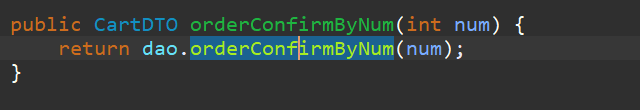 public CartDTO orderConfirmByNum(int num) {
    return dao.orderConfirmByNum(num);
}